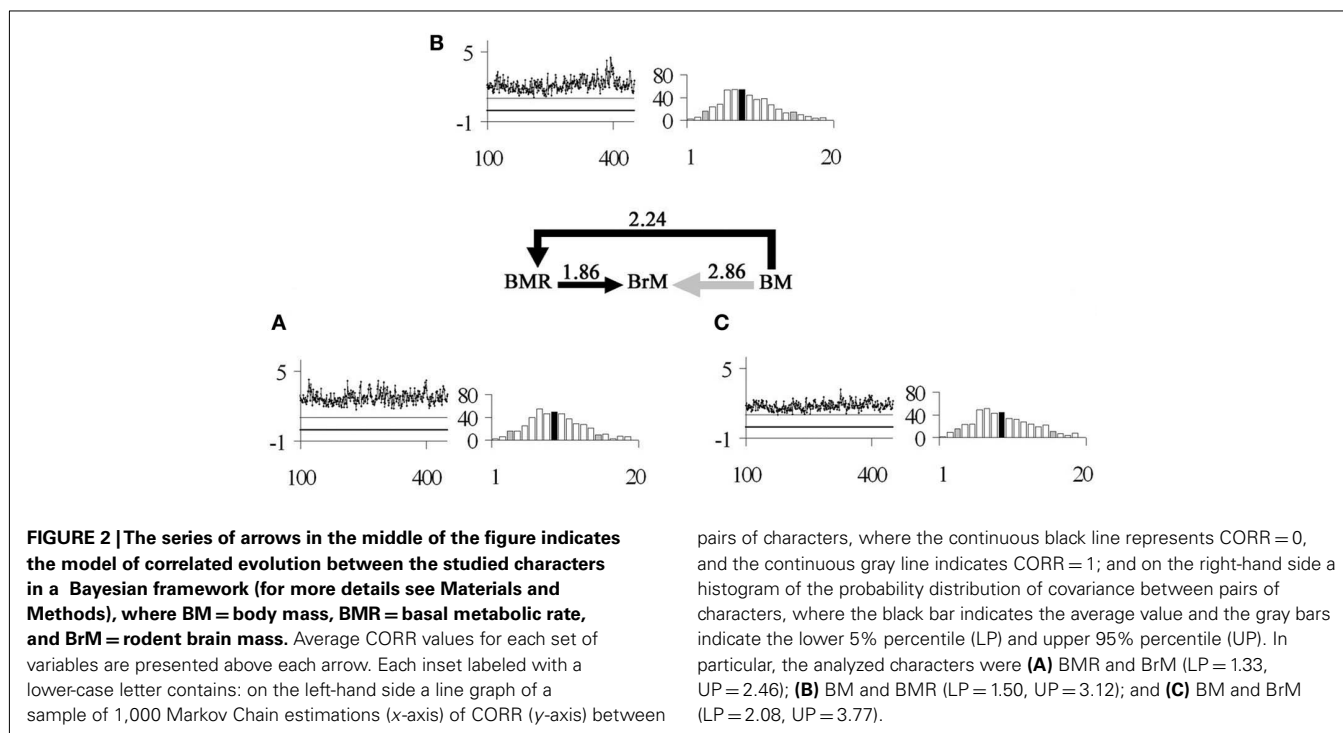 B
5
-1
100
400
80
40
0
1
20
2.24
BMR
1.86
BrM
2.86
BM
A
5
-1
100
400
80
40
0
1
20
C
5
-1
100
400
80
40
0
1
20
FIGURE 2 | The series of arrows in the middle of the figure indicates
the model of correlated evolution between the studied characters
in a Bayesian framework (for more details see Materials and
Methods), where BM = body mass, BMR = basal metabolic rate,
and BrM = rodent brain mass. Average CORR values for each set of
variables are presented above each arrow. Each inset labeled with a
lower-case letter contains: on the left-hand side a line graph of a
sample of 1,000 Markov Chain estimations (x-axis) of CORR (y-axis) between
pairs of characters, where the continuous black line represents CORR = 0,
and the continuous gray line indicates CORR = 1; and on the right-hand side a
histogram of the probability distribution of covariance between pairs of
characters, where the black bar indicates the average value and the gray bars
indicate the lower 5% percentile (LP) and upper 95% percentile (UP). In
particular, the analyzed characters were (A) BMR and BrM (LP = 1.33,
UP = 2.46); (B) BM and BMR (LP = 1.50, UP = 3.12); and (C) BM and BrM
(LP = 2.08, UP = 3.77).